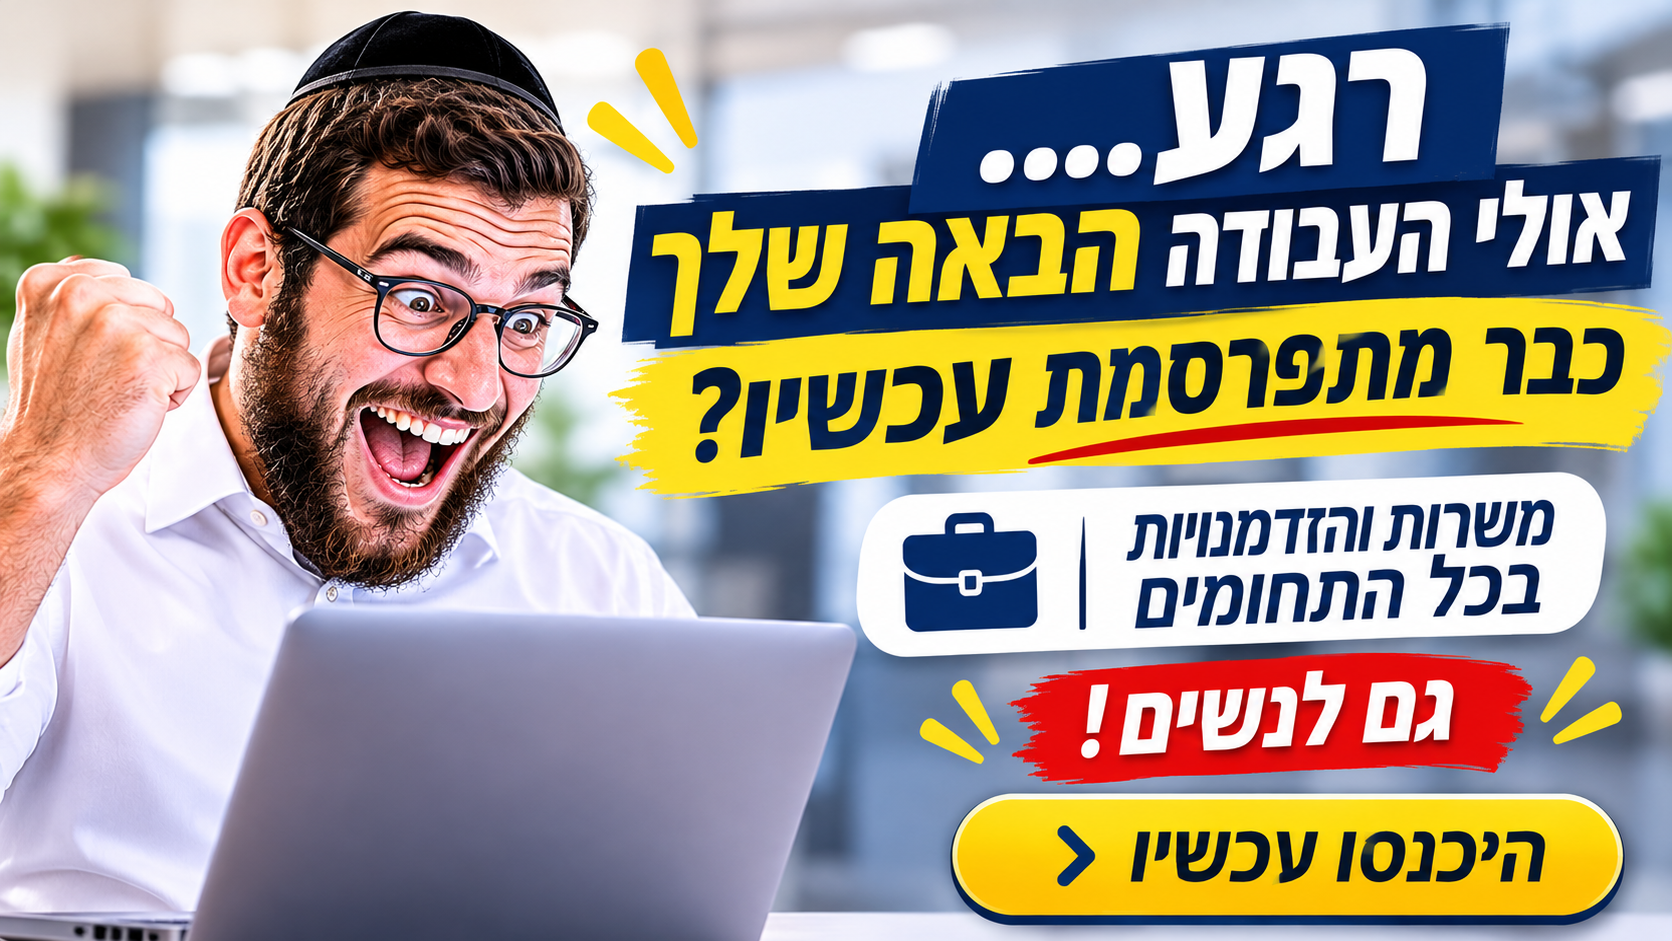 רגע....
אולי העבודה הבאה שלך
כבר מתפרסמת עכשיו?
משרות והזדמנויות
בכל התחומים
גם לנשים!
היכנסו עכשיו